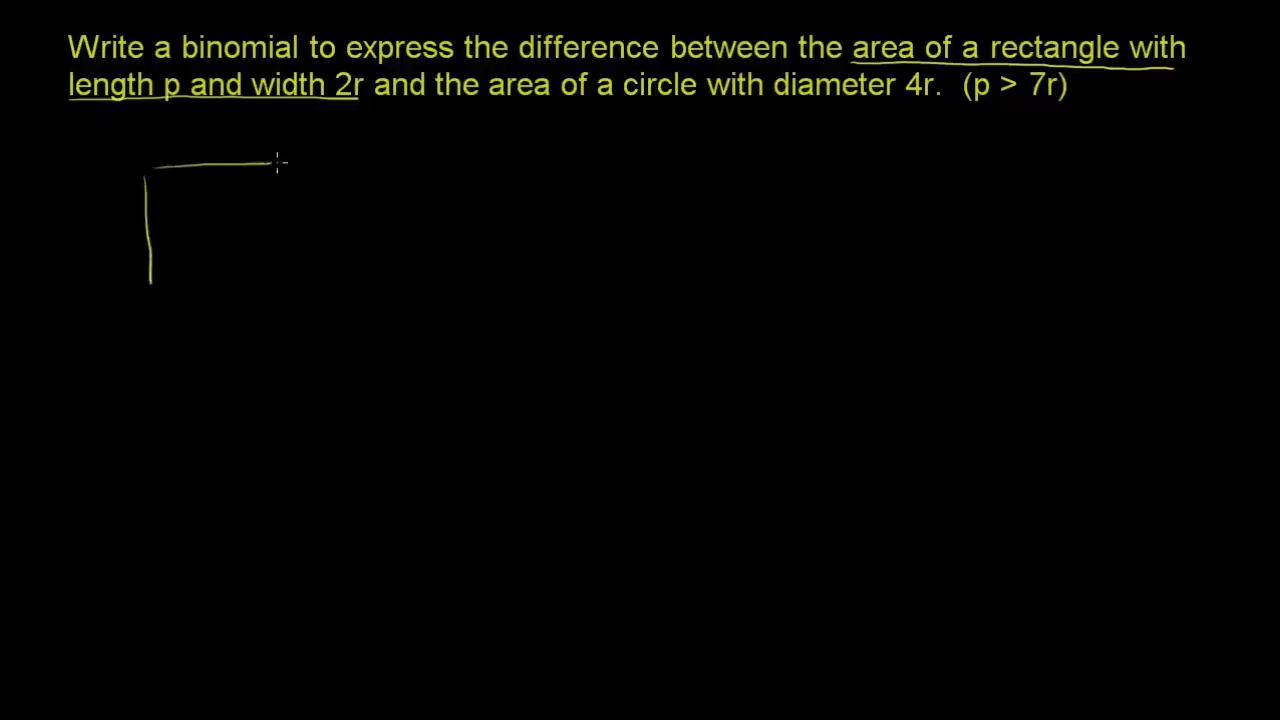 Write a binomial to express the difference between the area of a rectangle with
length p and width 2r and the area of a circle with diameter 4r.  (p > 7r)